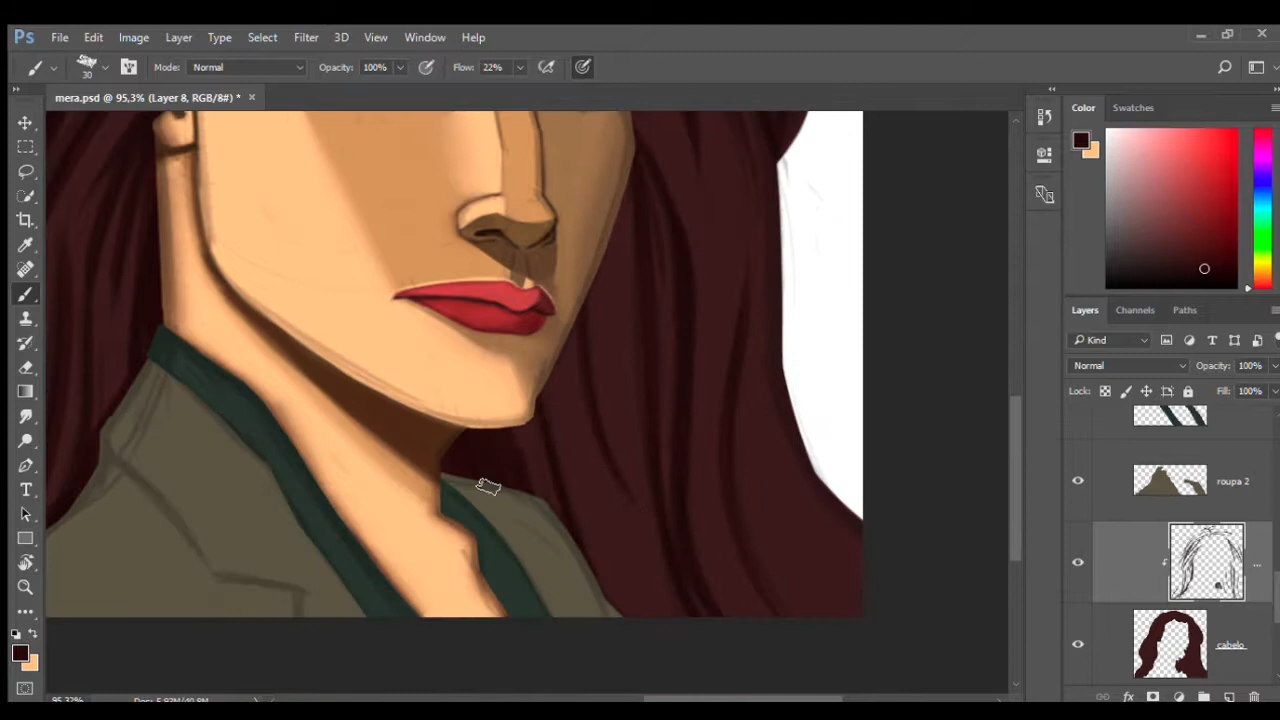 Ps File Edit Image Layer Type Select Filter 3D View Window Help
30 Mode: Normal Opacity: 100% Flow: 22%
mera.psd @ 95,3% (Layer 8, RGB/8#) *
Color Swatches
Layers Channels Paths
Kind
Normal Opacity: 100%
Lock: Fill: 100%
roupa 2
...
cabelo
95,32%